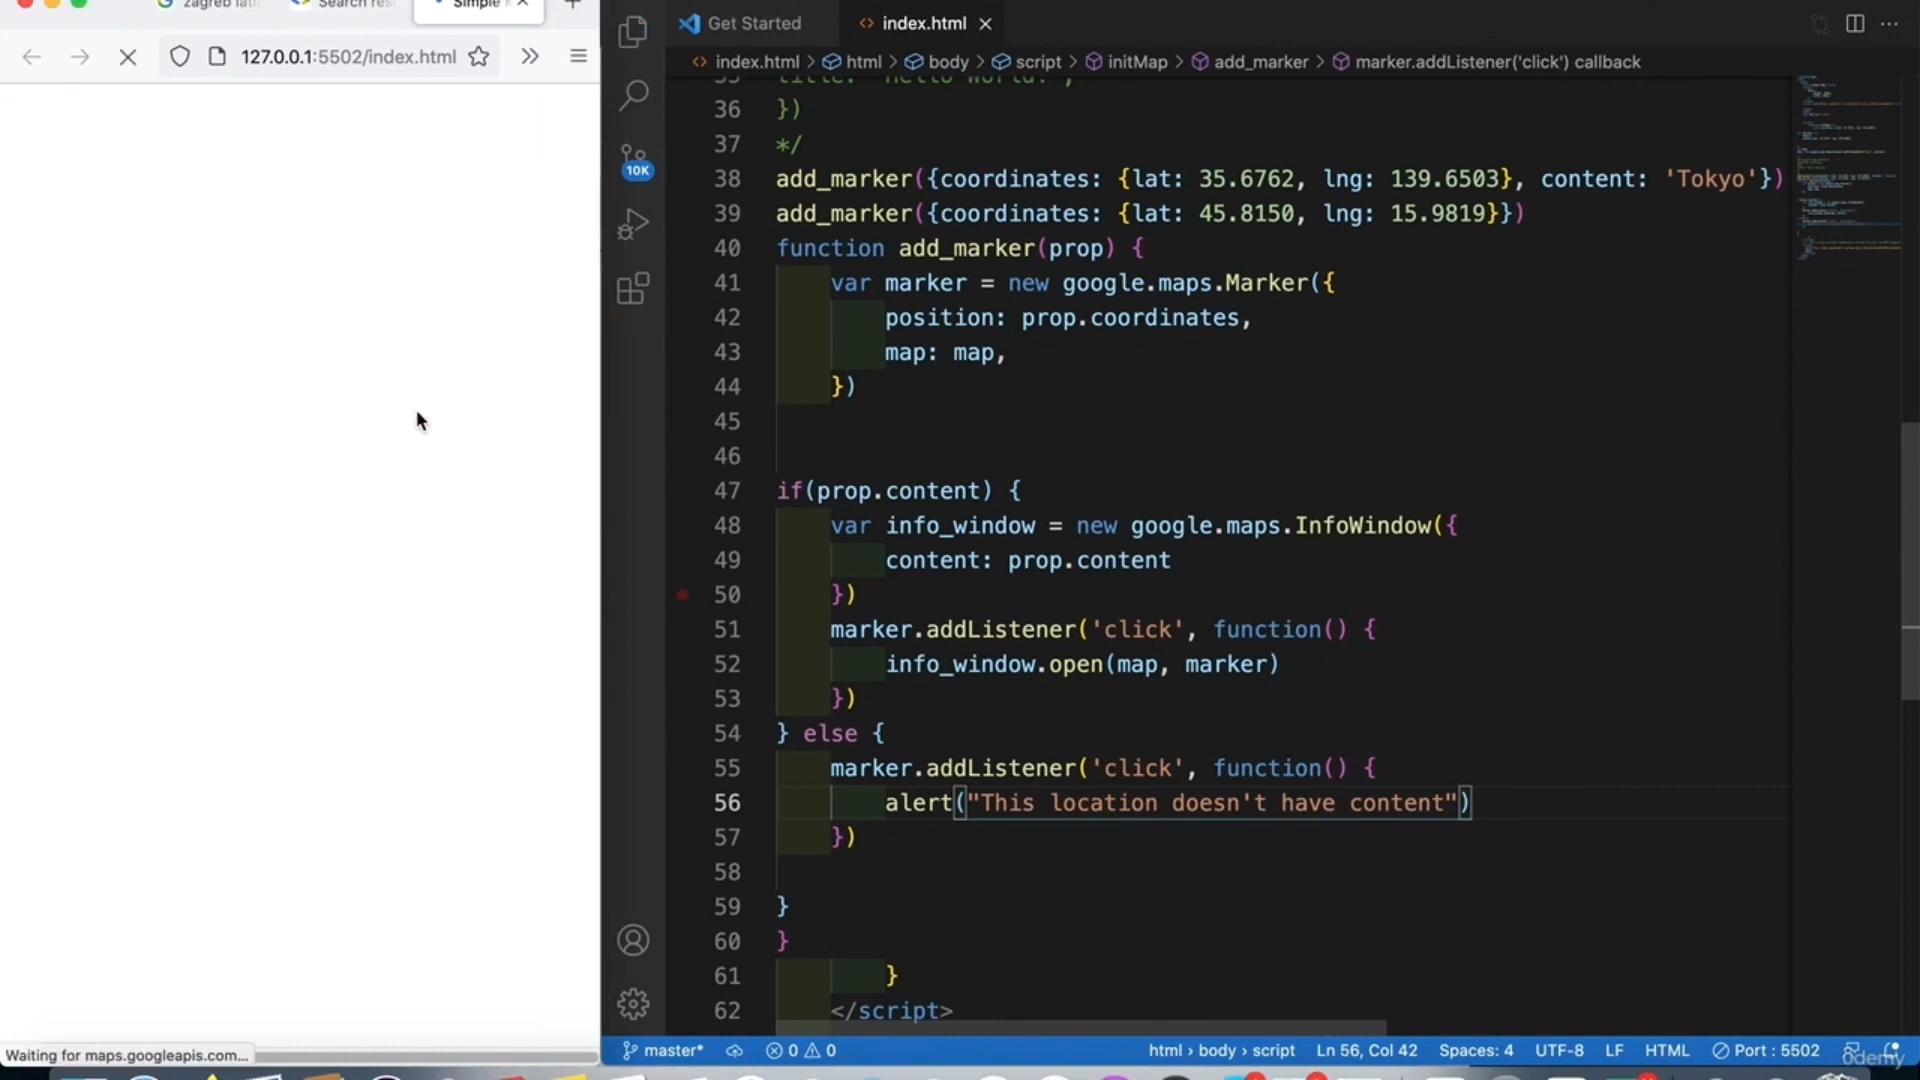 zagreb lati
Search res
Simple
Get Started
index.html
127.0.0.1:5502/index.html
index.html > html > body > script > initMap > add_marker > marker.addListener('click') callback
10K
36 })
37 */
38 add_marker({coordinates: {lat: 35.6762, lng: 139.6503}, content: 'Tokyo'})
39 add_marker({coordinates: {lat: 45.8150, lng: 15.9819}})
40 function add_marker(prop) {
41 var marker = new google.maps.Marker({
42 position: prop.coordinates,
43 map: map,
44 })
45
46
47 if(prop.content) {
48 var info_window = new google.maps.InfoWindow({
49 content: prop.content
50 })
51 marker.addListener('click', function() {
52 info_window.open(map, marker)
53 })
54 } else {
55 marker.addListener('click', function() {
56 alert("This location doesn't have content")
57 })
58
59 }
60 }
61 }
62 </script>
Waiting for maps.googleapis.com...
master* 0 0 html > body > script Ln 56, Col 42 Spaces: 4 UTF-8 LF HTML Port : 5502
ûdemy